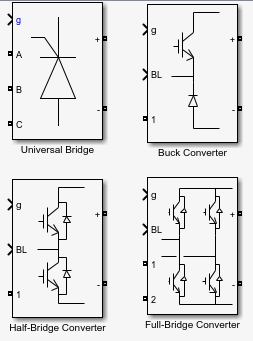 g
+
A
B
-
C
Universal Bridge
g
+
BL
-
1
Buck Converter
g
+
BL
-
1
Half-Bridge Converter
g
+
BL
1
-
2
Full-Bridge Converter